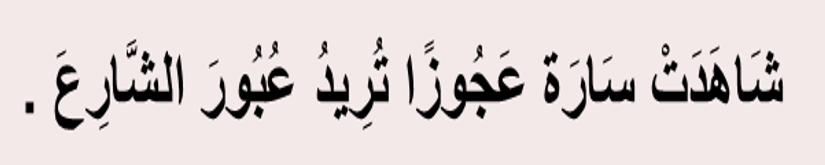 شَاهَدَتْ سَارَة عَجُوزًا تُرِيدُ عُبُورَ الشَّارِعَ .